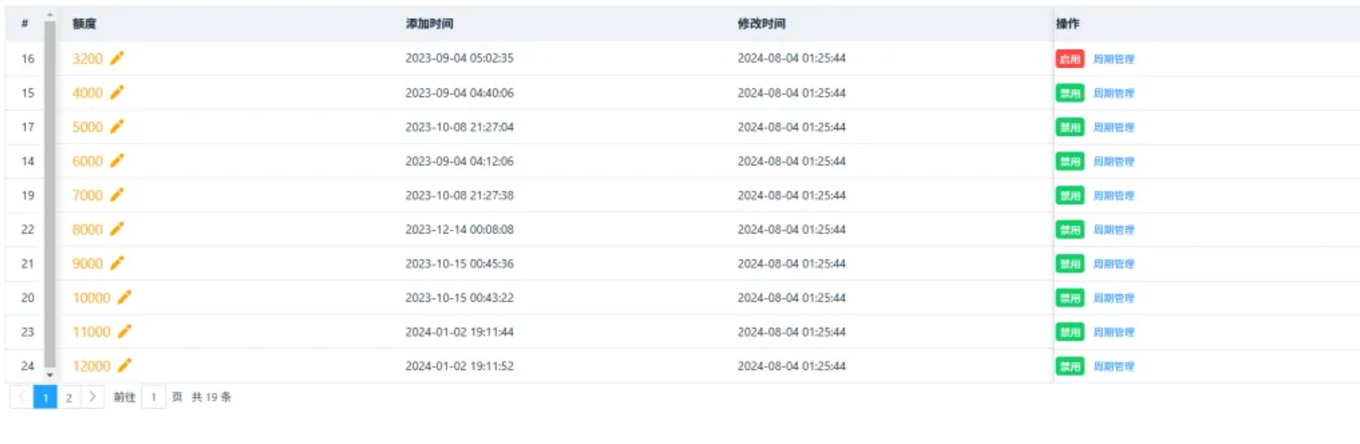 # 额度 添加时间 修改时间 操作
16 3200 2023-09-04 05:02:35 2024-08-04 01:25:44 启用 周期管理
15 4000 2023-09-04 04:40:06 2024-08-04 01:25:44 禁用 周期管理
17 5000 2023-10-08 21:27:04 2024-08-04 01:25:44 禁用 周期管理
14 6000 2023-09-04 04:12:06 2024-08-04 01:25:44 禁用 周期管理
19 7000 2023-10-08 21:27:38 2024-08-04 01:25:44 禁用 周期管理
22 8000 2023-12-14 00:08:08 2024-08-04 01:25:44 禁用 周期管理
21 9000 2023-10-15 00:45:36 2024-08-04 01:25:44 禁用 周期管理
20 10000 2023-10-15 00:43:22 2024-08-04 01:25:44 禁用 周期管理
23 11000 2024-01-02 19:11:44 2024-08-04 01:25:44 禁用 周期管理
24 12000 2024-01-02 19:11:52 2024-08-04 01:25:44 禁用 周期管理
1 2 前往 1 页 共 19 条